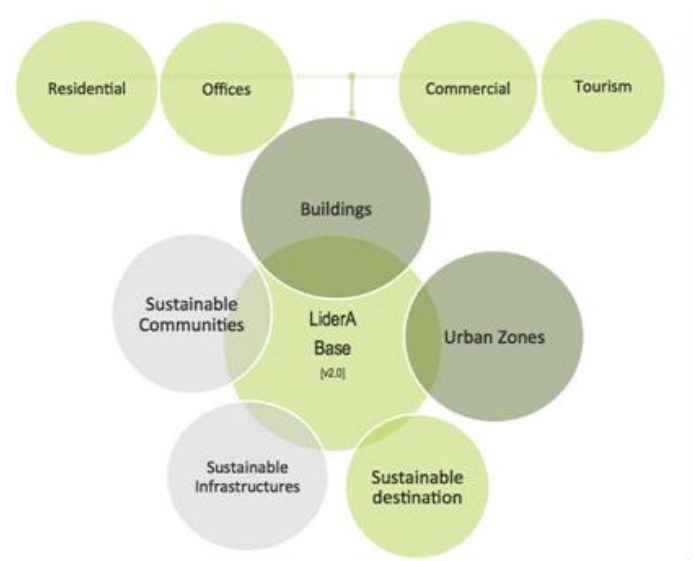 Residential
Offices
Commercial
Tourism
Buildings
Sustainable
Communities
LiderA
Base
[v2.0]
Urban Zones
Sustainable
Infrastructures
Sustainable
destination